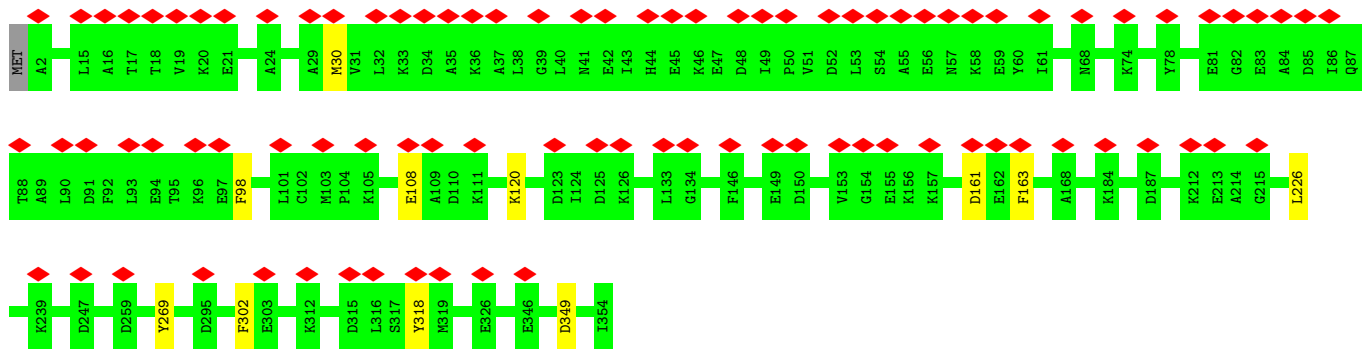 MET A2 L15 A16 T17 T18 V19 K20 E21 A24 A29 M30 V31 L32 K33 D34 A35 K36 A37 L38 G39 L40 N41 E42 I43 H44 E45 K46 E47 D48 I49 P50 V51 D52 L53 S54 A55 E56 N57 K58 E59 Y60 I61 N68 K74 Y78 E81 G82 E83 A84 D85 I86 Q87
T88 A89 L90 D91 F92 L93 E94 T95 K96 E97 F98 L101 C102 M103 P104 K105 E108 A109 D110 K111 K120 D123 I124 D125 K126 L133 G134 F146 E149 D150 V153 G154 E155 K156 K157 D161 E162 F163 A168 K184 D187 K212 E213 A214 G215 L226
K239 D247 D259 Y269 D295 F302 E303 K312 D315 L316 S317 Y318 M319 E326 E346 D349 I354